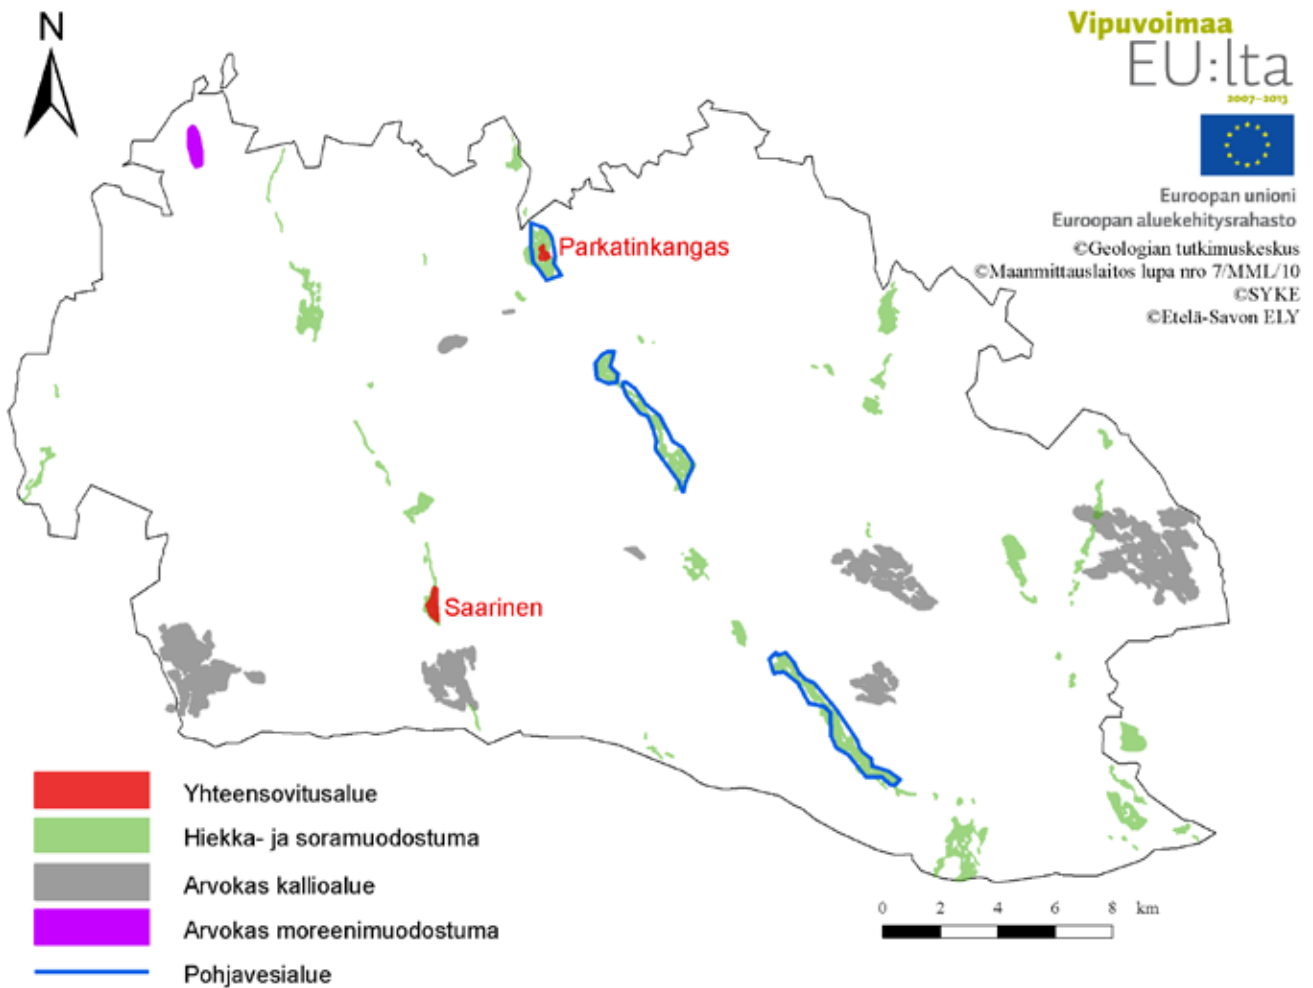 N
Vipuvoimaa
EU:lta
2007–2013
Euroopan unioni
Euroopan aluekehitysrahasto
©Geologian tutkimuskeskus
©Maanmittauslaitos lupa nro 7/MML/10
©SYKE
©Etelä-Savon ELY
Parkatinkangas
Saarinen
Yhteensovitusalue
Hiekka- ja soramuodostuma
Arvokas kallioalue
Arvokas moreenimuodostuma
Pohjavesialue
0 2 4 6 8 km